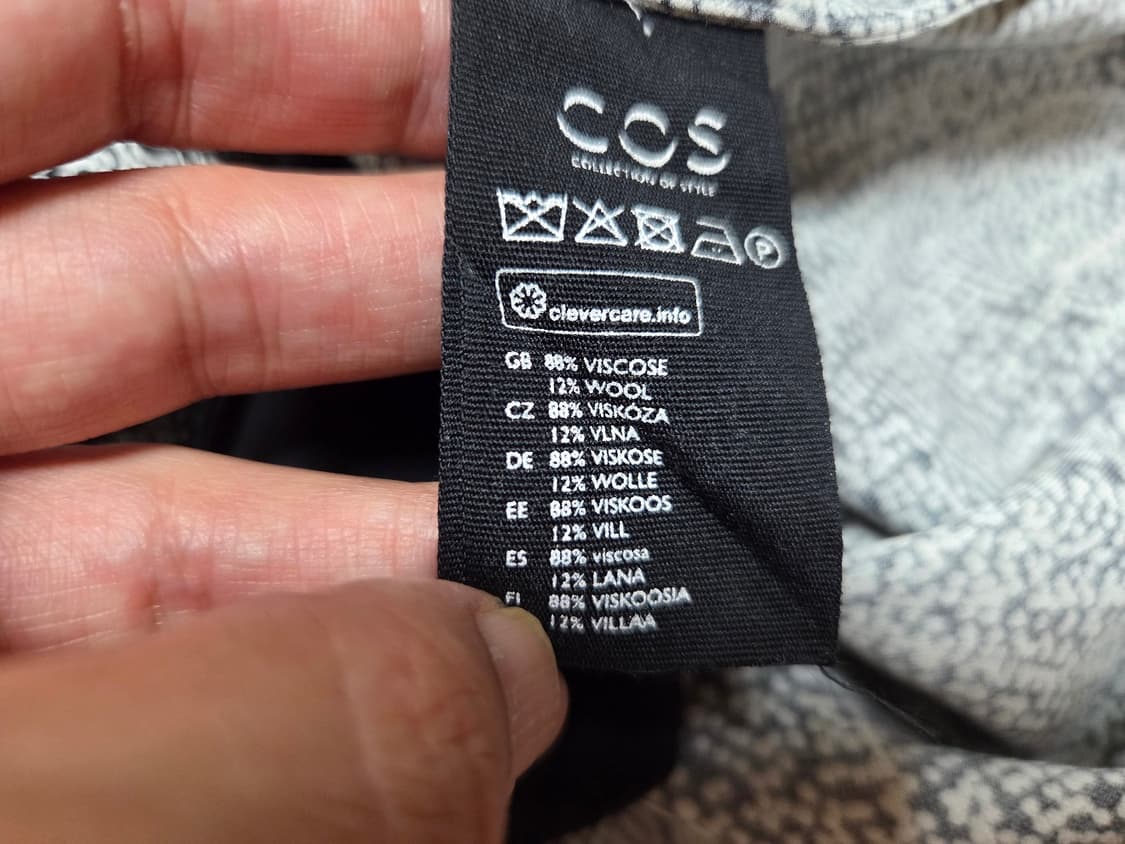 COS
COLLECTION OF STYLE
P
clevercare.info
GB 88% VISCOSE
12% WOOL
CZ 88% VISKÓZA
12% VLNA
DE 88% VISKOSE
12% WOLLE
EE 88% VISKOOS
12% VILL
ES 88% viscosa
12% LANA
FI 88% VISKOOSIA
12% VILLAA